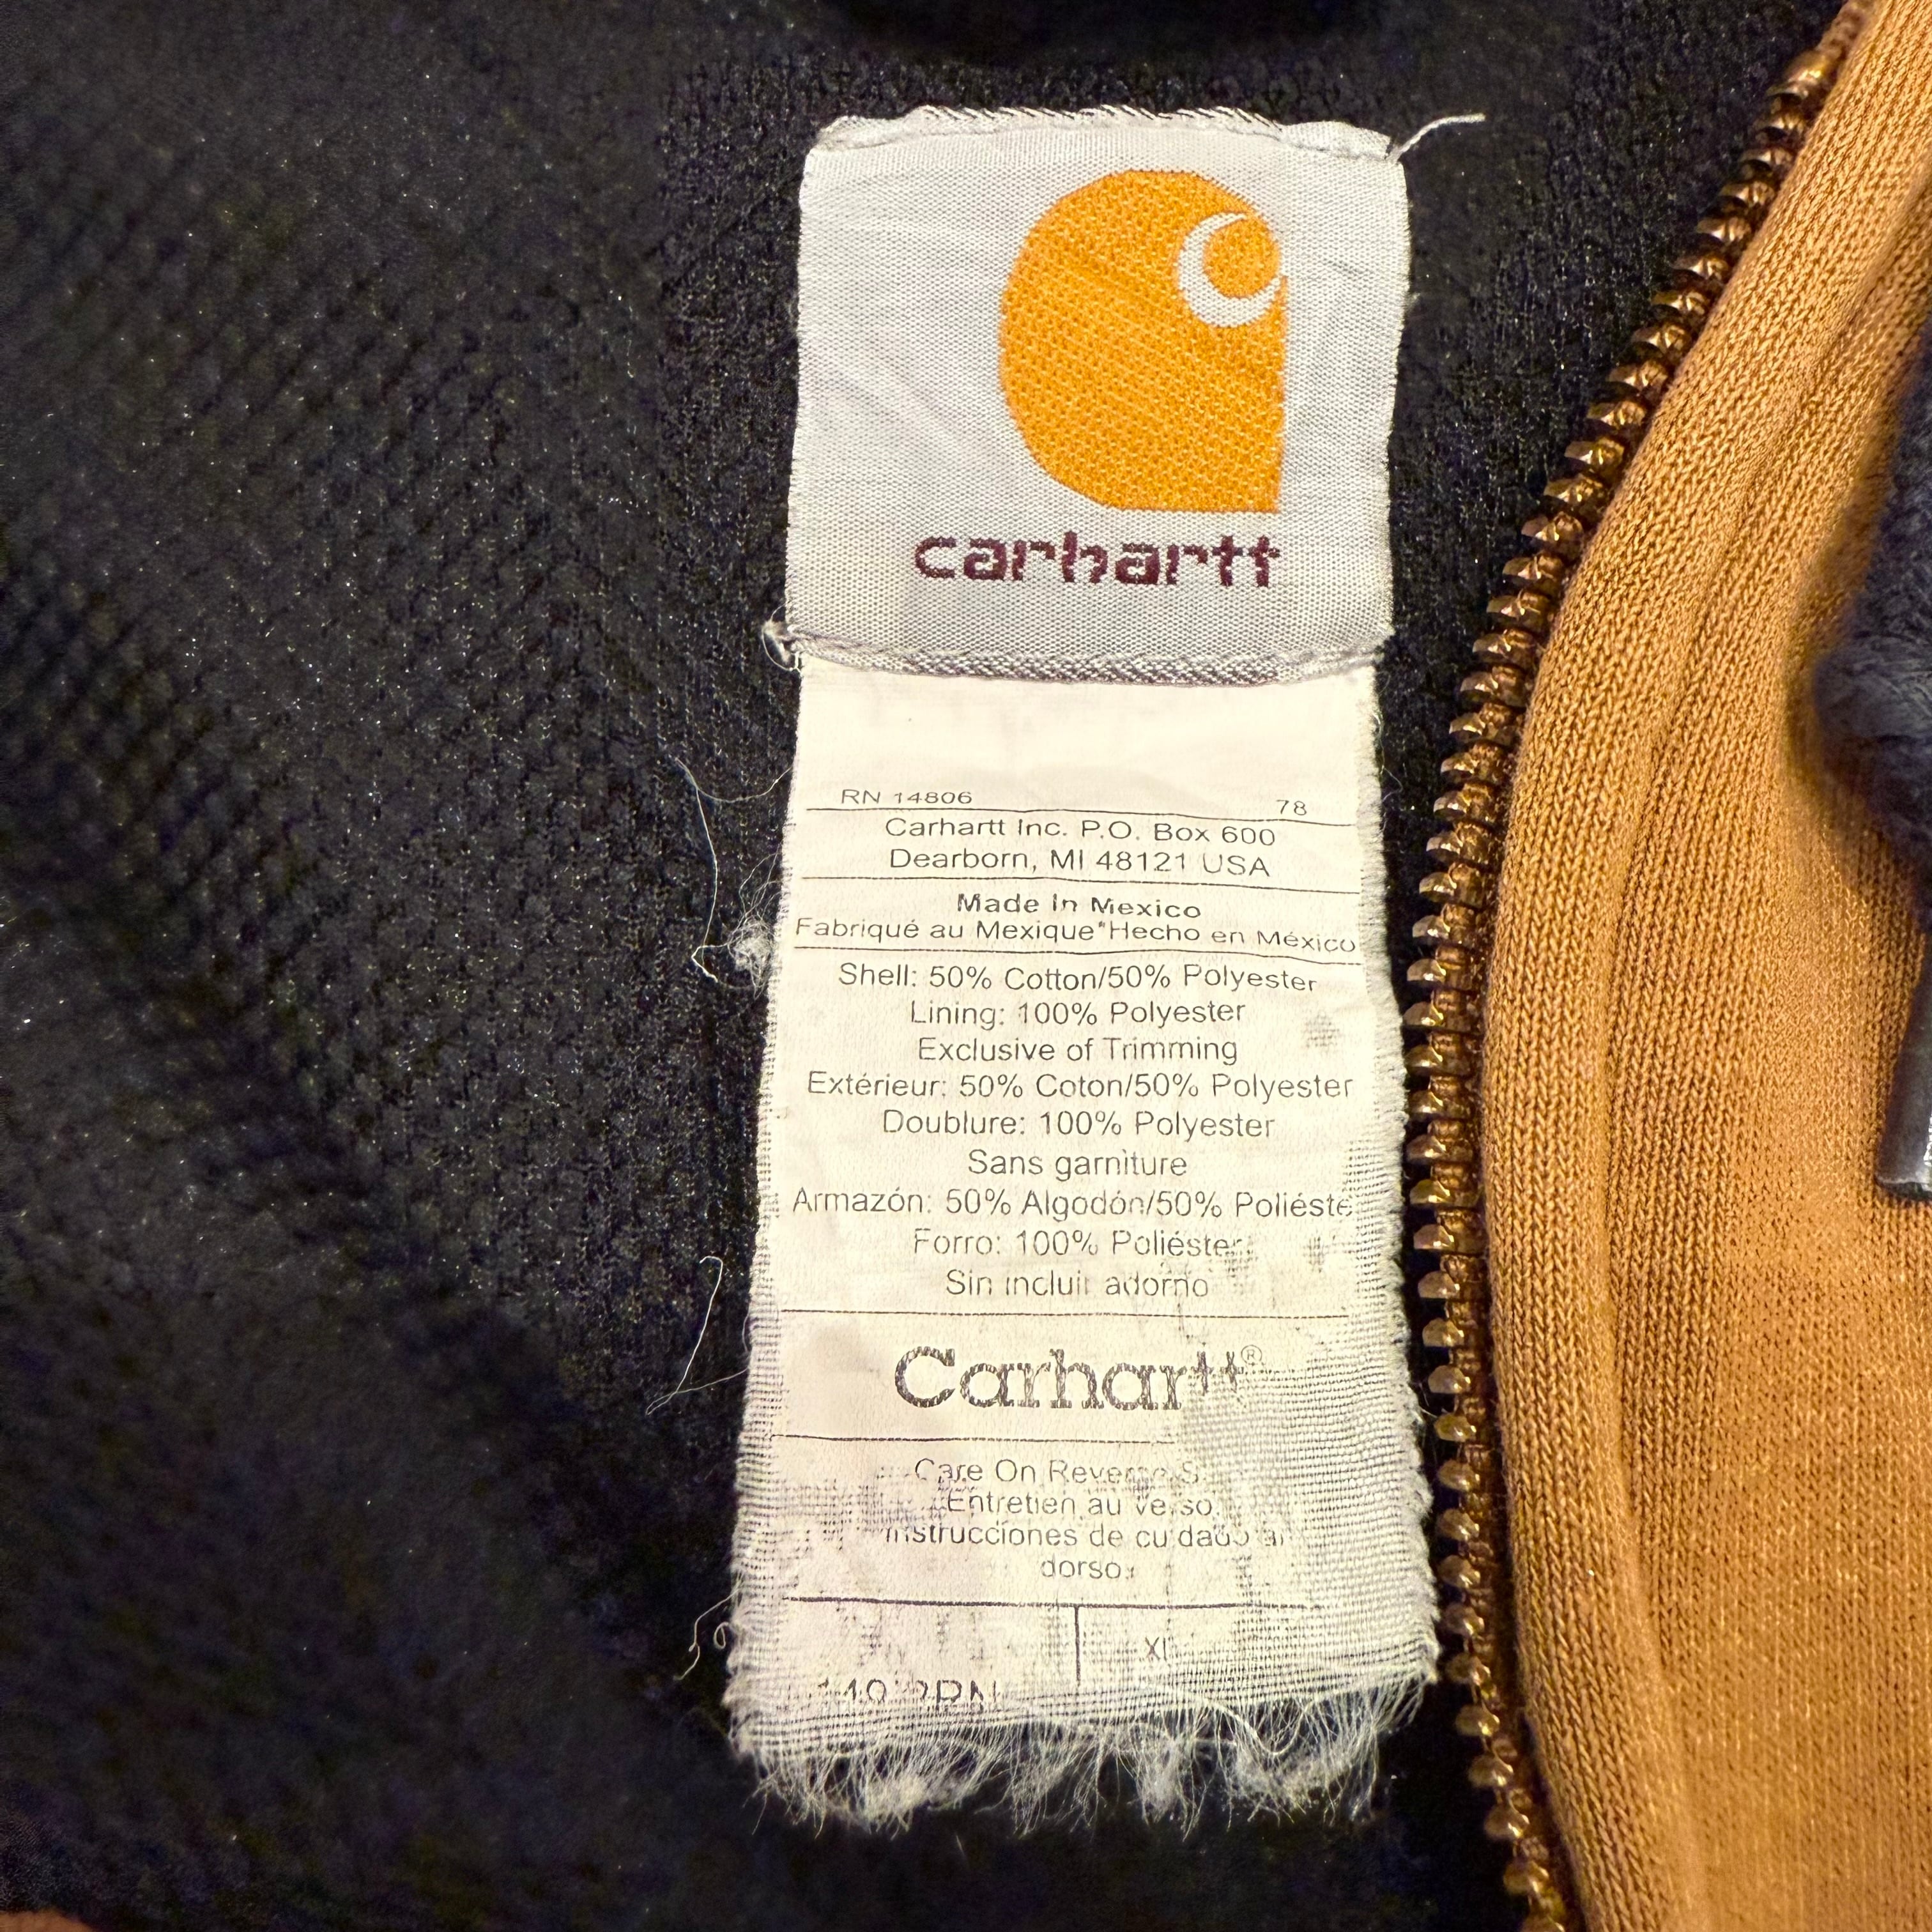 carhartt
RN 14806 78
Carhartt Inc. P.O. Box 600
Dearborn, MI 48121 USA
Made In Mexico
Fabriqué au Mexique*Hecho en México
Shell: 50% Cotton/50% Polyester
Lining: 100% Polyester
Exclusive of Trimming
Extérieur: 50% Coton/50% Polyester
Doublure: 100% Polyester
Sans garniture
Armazón: 50% Algodón/50% Poliéste
Forro: 100% Poliéster
Sin incluir adorno
Carhartt®
Care On Reverse
Entretien au verso
Instrucciones de cuidado al
dorso